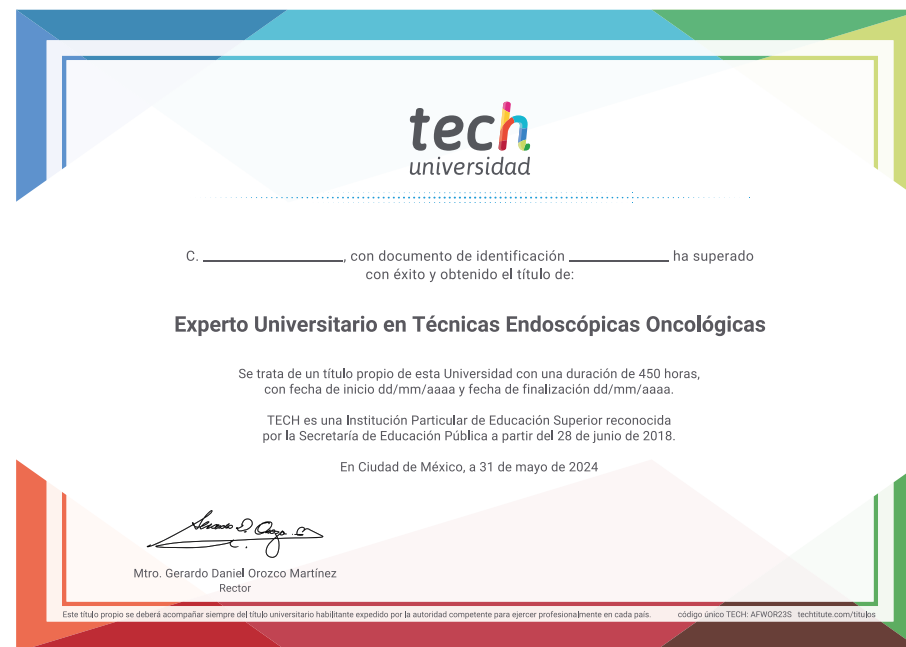 tech
universidad
C. ____________, con documento de identificación ____________ ha superado
con éxito y obtenido el título de:
Experto Universitario en Técnicas Endoscópicas Oncológicas
Se trata de un título propio de esta Universidad con una duración de 450 horas,
con fecha de inicio dd/mm/aaaa y fecha de finalización dd/mm/aaaa.
TECH es una Institución Particular de Educación Superior reconocida
por la Secretaría de Educación Pública a partir del 28 de junio de 2018.
En Ciudad de México, a 31 de mayo de 2024
Mtro. Gerardo Daniel Orozco Martínez
Rector
Este título propio se deberá acompañar siempre del título universitario habilitante expedido por la autoridad competente para ejercer profesionalmente en cada país. código único TECH: AFWOR23S techtitute.com/titulos